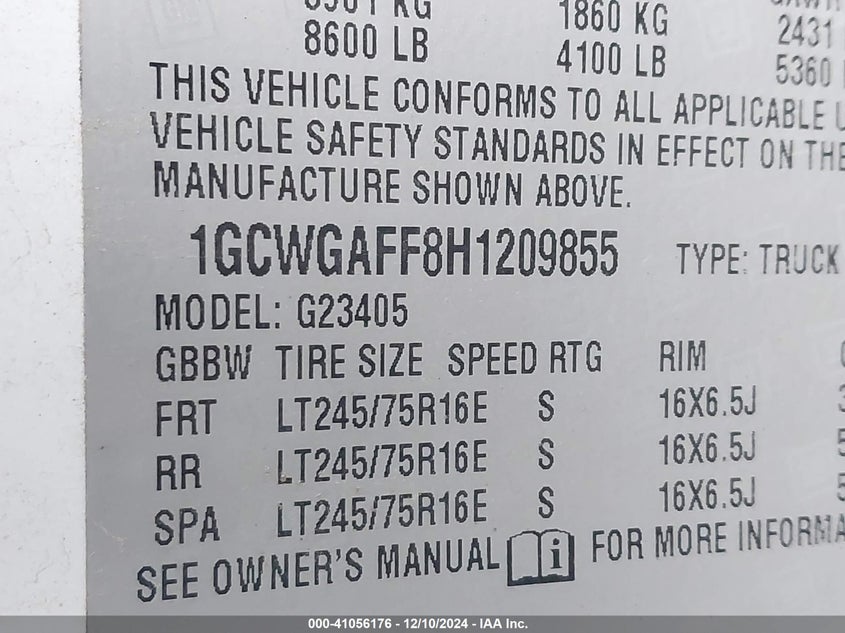 KG 1860 KG 2431
8600 LB 4100 LB 5360
THIS VEHICLE CONFORMS TO ALL APPLICABLE
VEHICLE SAFETY STANDARDS IN EFFECT ON THE
MANUFACTURE SHOWN ABOVE.
1GCWGAFF8H1209855 TYPE: TRUCK
MODEL: G23405
GBBW TIRE SIZE SPEED RTG RIM
FRT LT245/75R16E S 16X6.5J
RR LT245/75R16E S 16X6.5J
SPA LT245/75R16E S 16X6.5J
SEE OWNER'S MANUAL i FOR MORE INFORMA
000-41056176 - 12/10/2024 - IAA Inc.